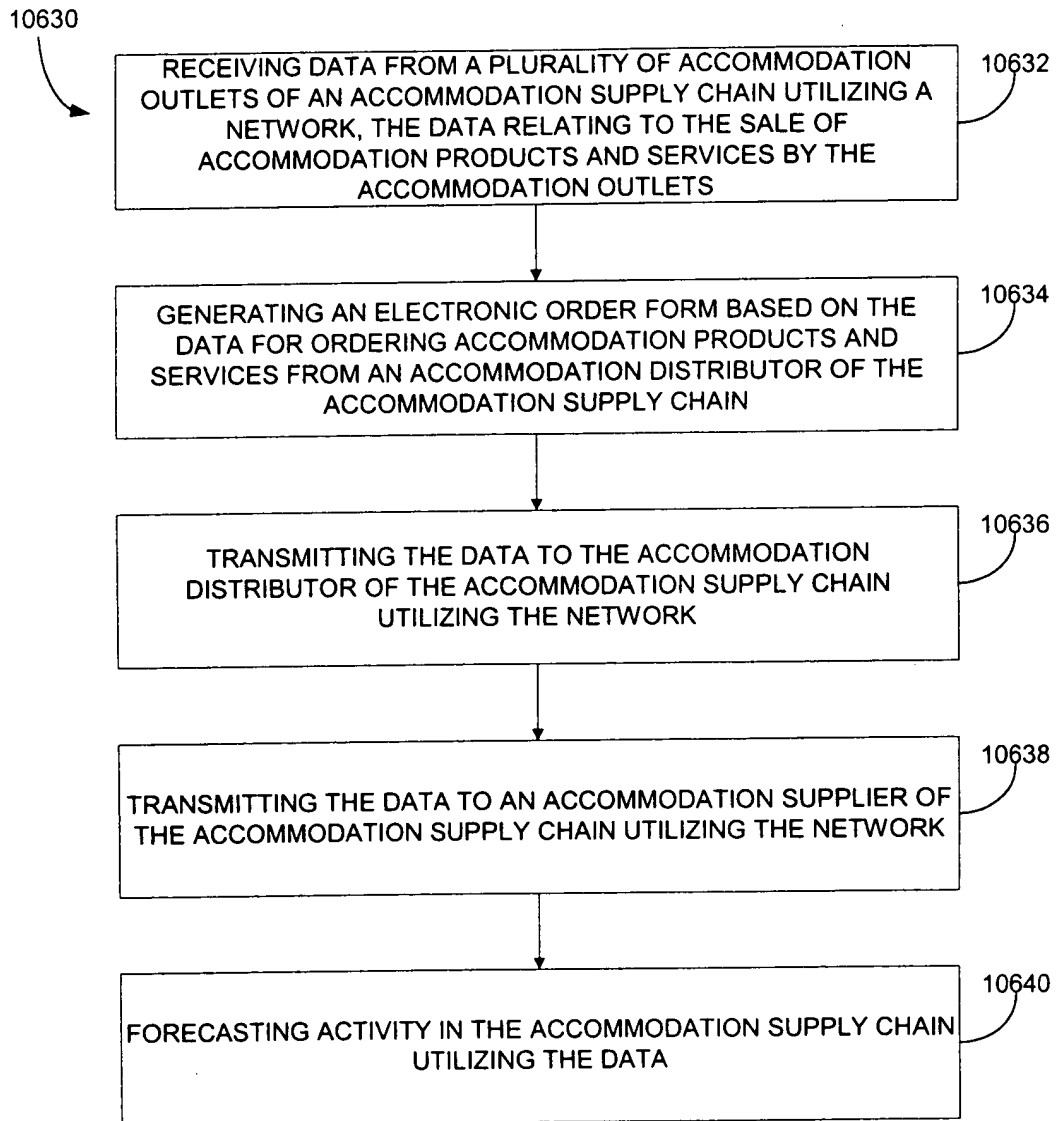 10630
RECEIVING DATA FROM A PLURALITY OF ACCOMMODATION
OUTLETS OF AN ACCOMMODATION SUPPLY CHAIN UTILIZING A
NETWORK, THE DATA RELATING TO THE SALE OF
ACCOMMODATION PRODUCTS AND SERVICES BY THE
ACCOMMODATION OUTLETS
10632
GENERATING AN ELECTRONIC ORDER FORM BASED ON THE
DATA FOR ORDERING ACCOMMODATION PRODUCTS AND
SERVICES FROM AN ACCOMMODATION DISTRIBUTOR OF THE
ACCOMMODATION SUPPLY CHAIN
10634
TRANSMITTING THE DATA TO THE ACCOMMODATION
DISTRIBUTOR OF THE ACCOMMODATION SUPPLY CHAIN
UTILIZING THE NETWORK
10636
TRANSMITTING THE DATA TO AN ACCOMMODATION SUPPLIER OF
THE ACCOMMODATION SUPPLY CHAIN UTILIZING THE NETWORK
10638
FORECASTING ACTIVITY IN THE ACCOMMODATION SUPPLY CHAIN
UTILIZING THE DATA
10640